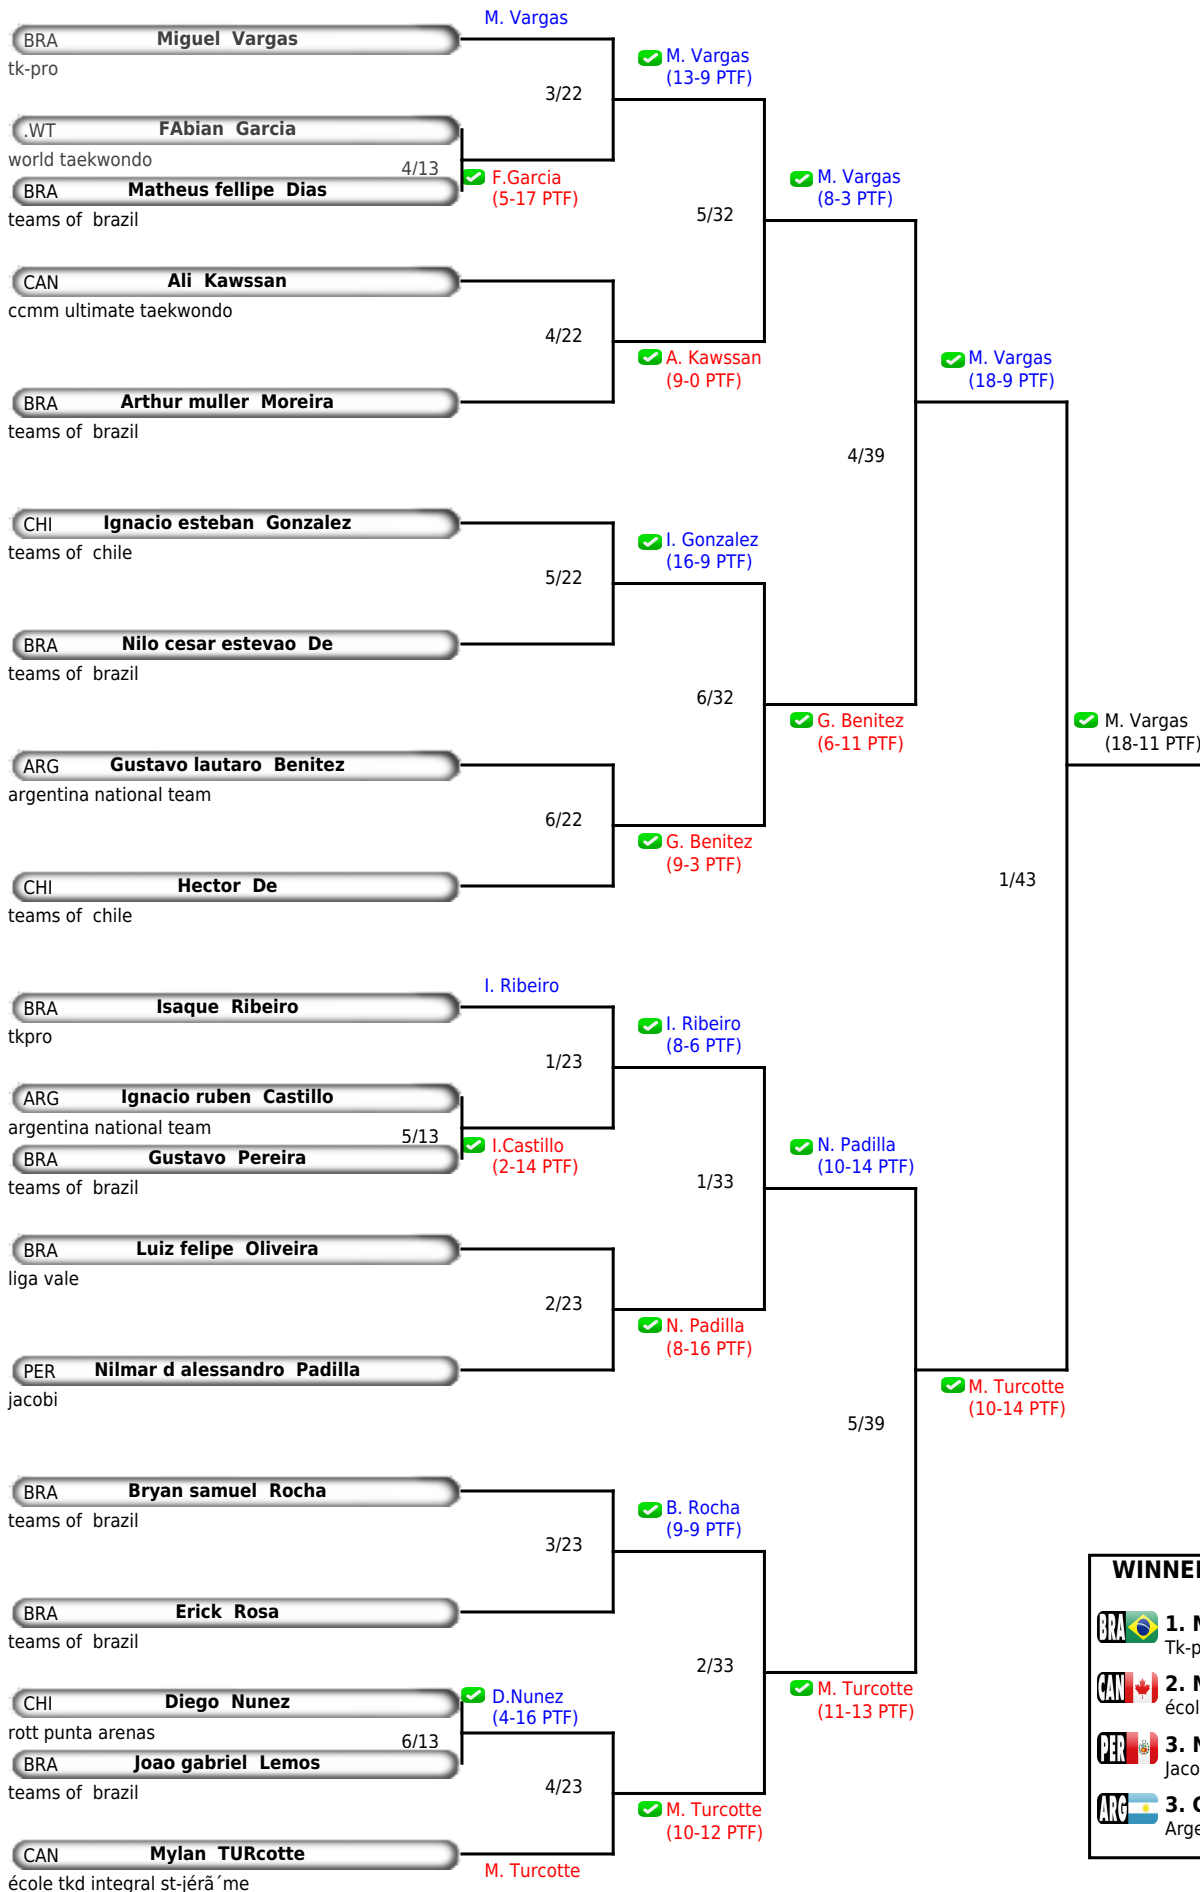 M. Vargas
BRA Miguel Vargas
tk-pro
M. Vargas
(13-9 PTF)
3/22
.WT FAbian Garcia
world taekwondo
4/13
F.Garcia
(5-17 PTF)
BRA Matheus fellipe Dias
teams of brazil
M. Vargas
(8-3 PTF)
5/32
CAN Ali Kawssan
ccmm ultimate taekwondo
4/22
A. Kawssan
(9-0 PTF)
BRA Arthur muller Moreira
teams of brazil
M. Vargas
(18-9 PTF)
4/39
CHI Ignacio esteban Gonzalez
teams of chile
I. Gonzalez
(16-9 PTF)
5/22
BRA Nilo cesar estevao De
teams of brazil
6/32
G. Benitez
(6-11 PTF)
M. Vargas
(18-11 PTF)
ARG Gustavo lautaro Benitez
argentina national team
6/22
G. Benitez
(9-3 PTF)
CHI Hector De
teams of chile
1/43
I. Ribeiro
BRA Isaque Ribeiro
tkpro
I. Ribeiro
(8-6 PTF)
1/23
ARG Ignacio ruben Castillo
argentina national team
5/13
I.Castillo
(2-14 PTF)
BRA Gustavo Pereira
teams of brazil
N. Padilla
(10-14 PTF)
1/33
BRA Luiz felipe Oliveira
liga vale
2/23
N. Padilla
(8-16 PTF)
PER Nilmar d alessandro Padilla
jacobi
M. Turcotte
(10-14 PTF)
5/39
BRA Bryan samuel Rocha
teams of brazil
B. Rocha
(9-9 PTF)
3/23
BRA Erick Rosa
teams of brazil
2/33
M. Turcotte
(11-13 PTF)
CHI Diego Nunez
rott punta arenas
D.Nunez
(4-16 PTF)
6/13
BRA Joao gabriel Lemos
teams of brazil
4/23
M. Turcotte
(10-12 PTF)
CAN Mylan TURcotte
école tkd integral st-jérã´me
M. Turcotte
BRA 1.
Tk-p
CAN 2.
écol
PER 3.
Jaco
ARG 3.
Arge